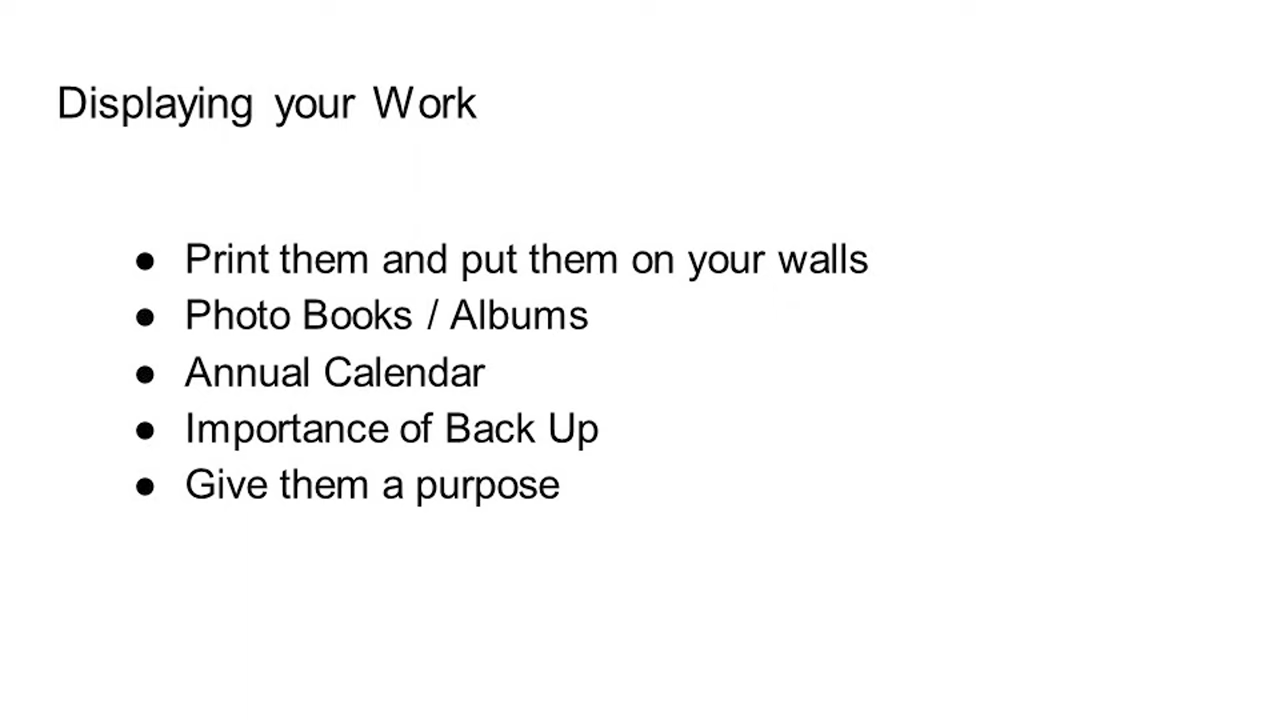 Displaying your Work
● Print them and put them on your walls
● Photo Books / Albums
● Annual Calendar
● Importance of Back Up
● Give them a purpose